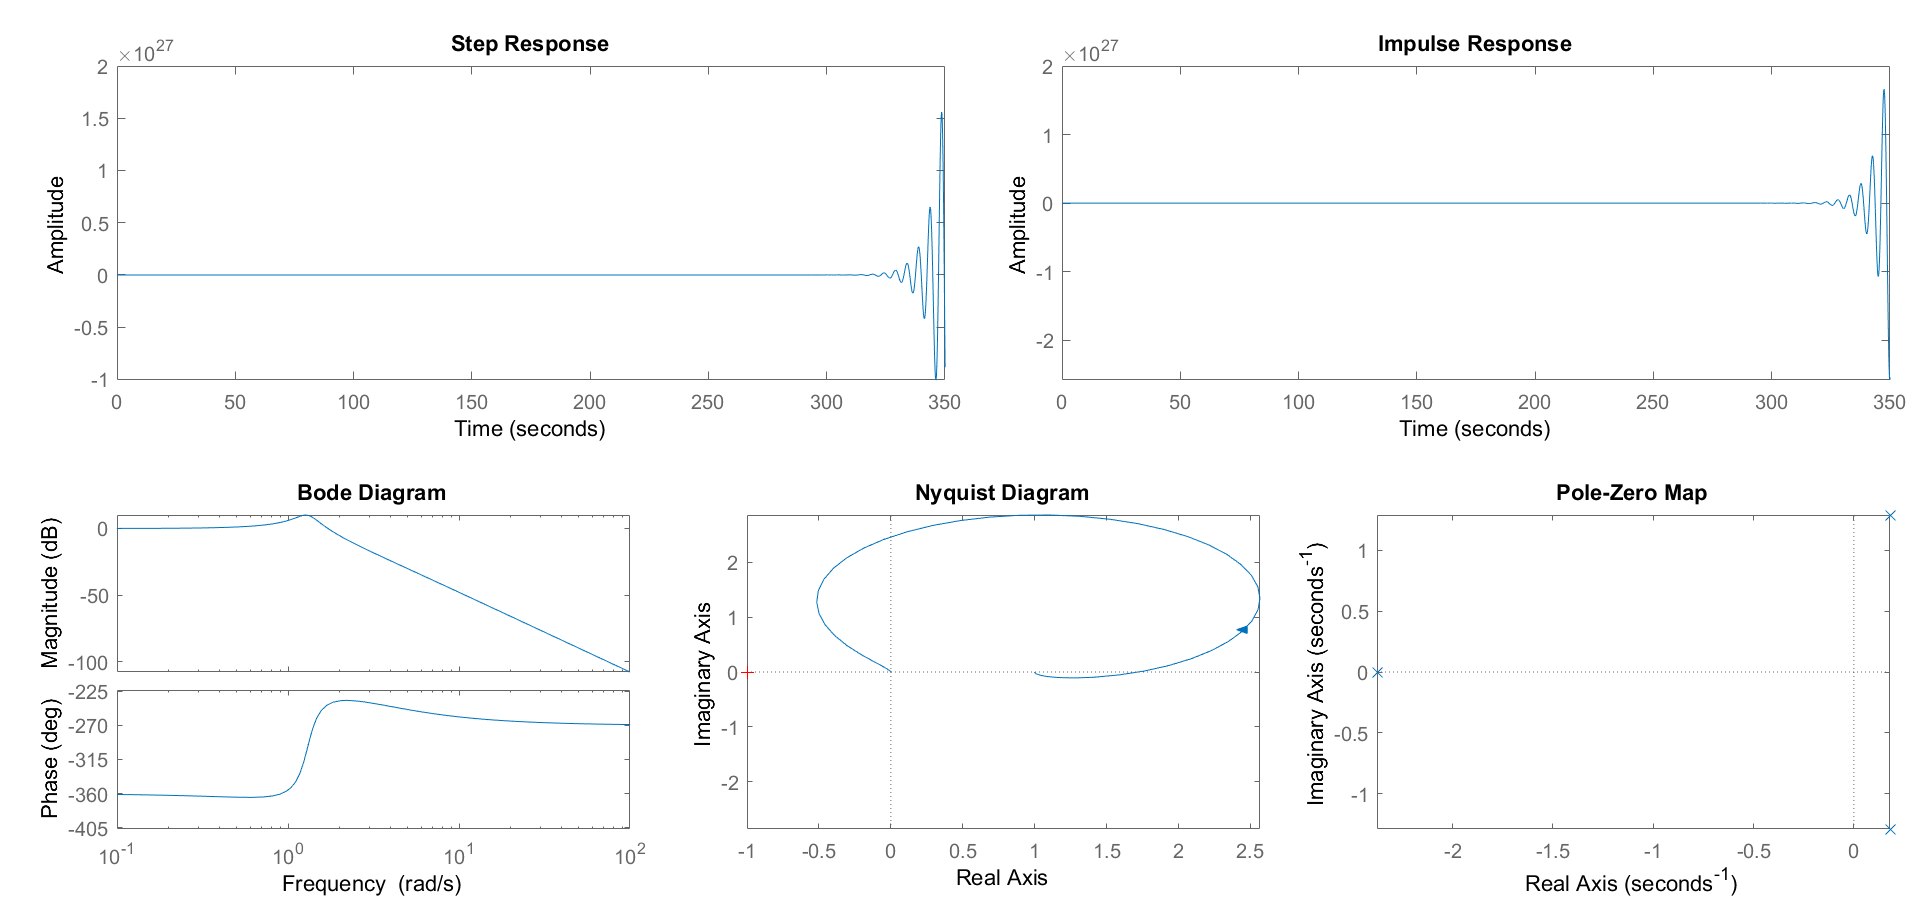 Step Response
×10^27
2
1.5
1
0.5
0
-0.5
-1
Amplitude
0 50 100 150 200 250 300 350
Time (seconds)
Impulse Response
×10^27
2
1
0
-1
-2
Amplitude
0 50 100 150 200 250 300 350
Time (seconds)
Bode Diagram
0
-50
-100
Magnitude (dB)
-225
-270
-315
-360
-405
Phase (deg)
10^-1 10^0 10^1 10^2
Frequency (rad/s)
Nyquist Diagram
2
1
0
-1
-2
Imaginary Axis
-1 -0.5 0 0.5 1 1.5 2 2.5
Real Axis
Pole-Zero Map
1
0.5
0
-0.5
-1
Imaginary Axis (seconds^-1)
-2 -1.5 -1 -0.5 0
Real Axis (seconds^-1)